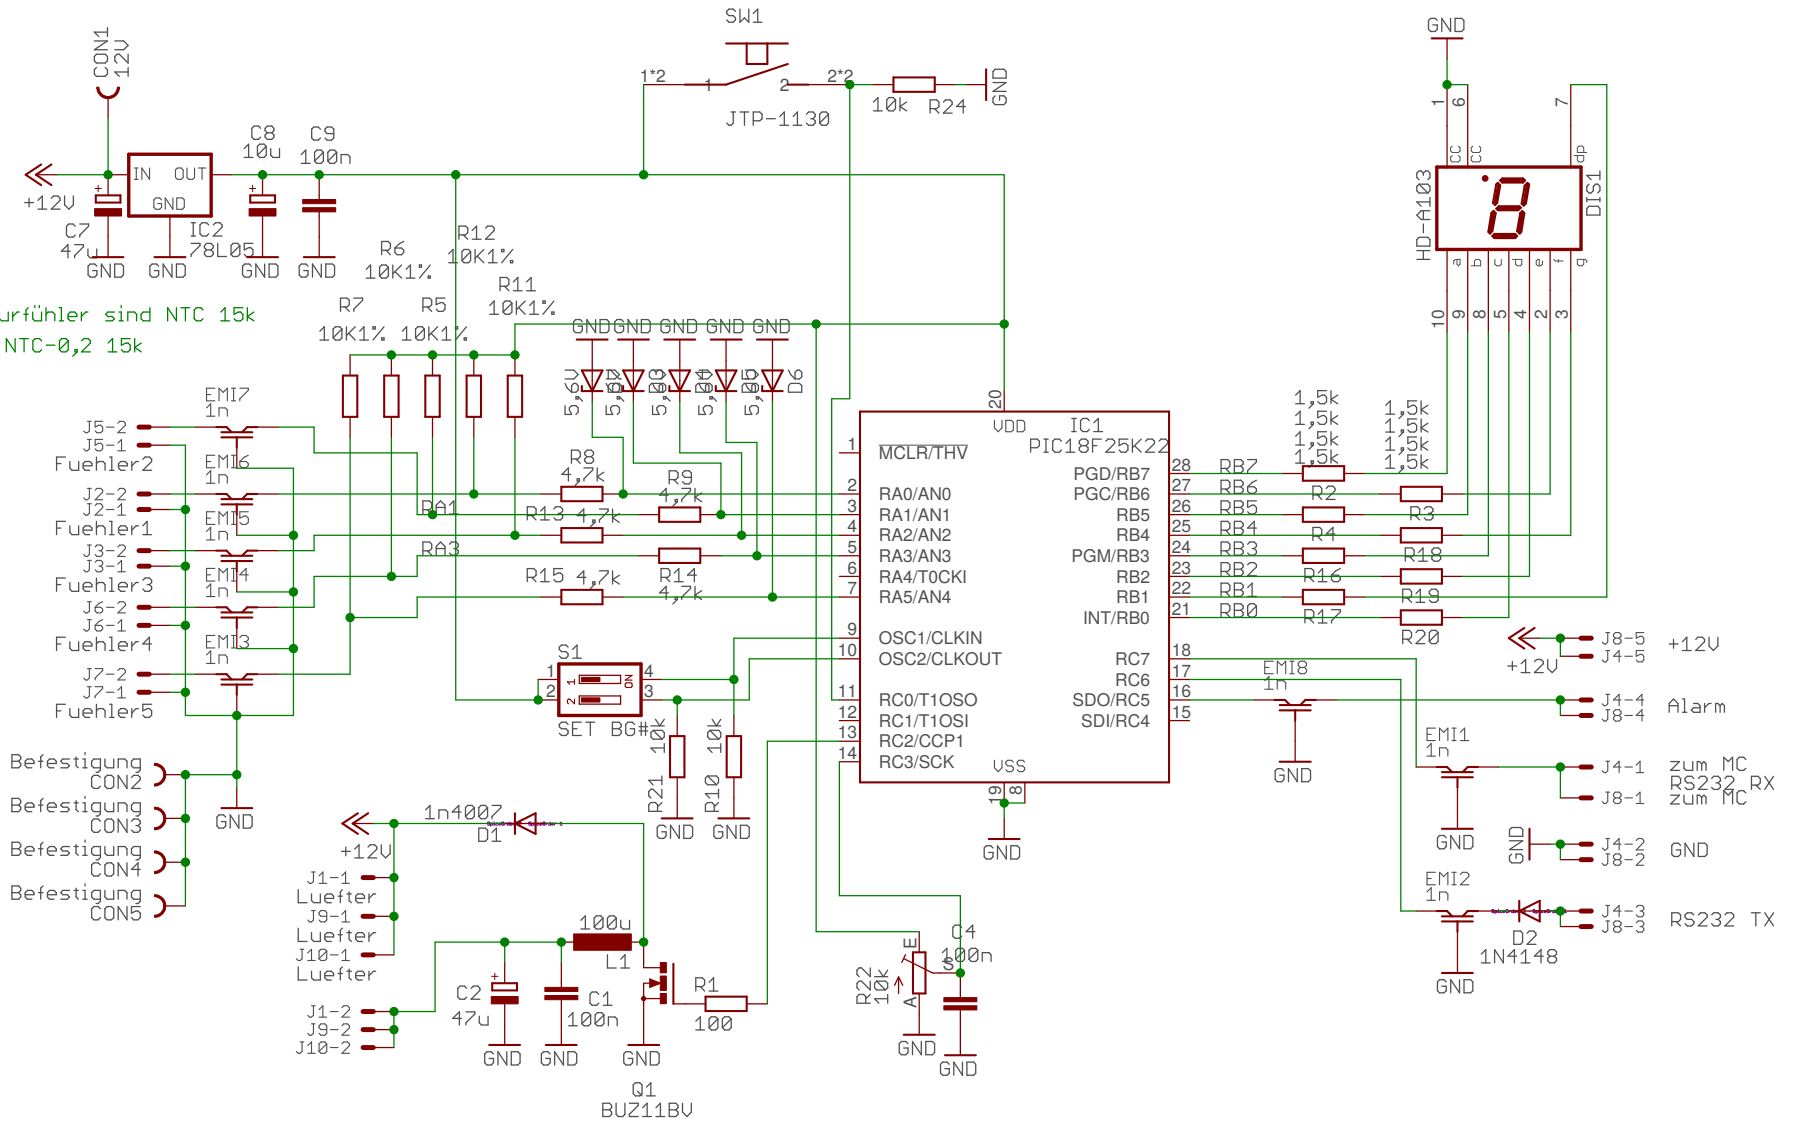 SW1
1*2
1
2
2*2
JTP-1130
10k
R24
GND
GND
CON1
12V
+12V
C7
47u
GND
IN
OUT
GND
IC2
78L05
GND
C8
10u
GND
C9
100n
GND
1
6
7
CC
CC
dp
HD-A103
DIS1
a
b
c
d
e
f
g
10
9
8
5
4
2
3
urfühler sind NTC 15k
NTC-0,2 15k
R7
10K1%
R6
10K1%
R5
10K1%
R12
10K1%
R11
10K1%
GND
GND
GND
GND
GND
5,6V
D6
EMI7
1n
J5-2
J5-1
Fuehler2
EMI6
1n
J2-2
J2-1
Fuehler1
EMI5
1n
J3-2
J3-1
Fuehler3
EMI4
1n
J6-2
J6-1
Fuehler4
EMI3
1n
J7-2
J7-1
Fuehler5
GND
R8
4,7k
R9
4,7k
RA1
R13
4,7k
RA3
R14
4,7k
R15
4,7k
IC1
PIC18F25K22
20
VDD
1
MCLR/THV
2
RA0/AN0
3
RA1/AN1
4
RA2/AN2
5
RA3/AN3
6
RA4/T0CKI
7
RA5/AN4
9
OSC1/CLKIN
10
OSC2/CLKOUT
11
RC0/T1OSO
12
RC1/T1OSI
13
RC2/CCP1
14
RC3/SCK
VSS
19
8
GND
PGD/RB7
28
PGC/RB6
27
RB5
26
RB4
25
PGM/RB3
24
RB2
23
RB1
22
INT/RB0
21
RC7
18
RC6
17
SDO/RC5
16
SDI/RC4
15
RB7
RB6
RB5
RB4
RB3
RB2
RB1
RB0
1,5k
1,5k
1,5k
1,5k
1,5k
1,5k
1,5k
1,5k
R2
R3
R4
R18
R16
R19
R17
R20
S1
1
2
4
3
1
2
ON
SET
BG#
10k
R21
GND
10k
R10
GND
Befestigung
CON2
Befestigung
CON3
Befestigung
CON4
Befestigung
CON5
+12V
1n4007
D1
J1-1
Luefter
J9-1
Luefter
J10-1
Luefter
J1-2
J9-2
J10-2
C2
47u
GND
100u
L1
C1
100n
GND
R1
100
GND
Q1
BUZ11BV
R22
10k
E
S
A
GND
C4
100n
GND
EMI8
1n
GND
+12V
J8-5
J4-5
+12V
J4-4
J8-4
Alarm
EMI1
1n
GND
J4-1
J8-1
zum MC
RS232 RX
zum MC
GND
J4-2
J8-2
GND
EMI2
1n
GND
D2
1N4148
J4-3
J8-3
RS232 TX